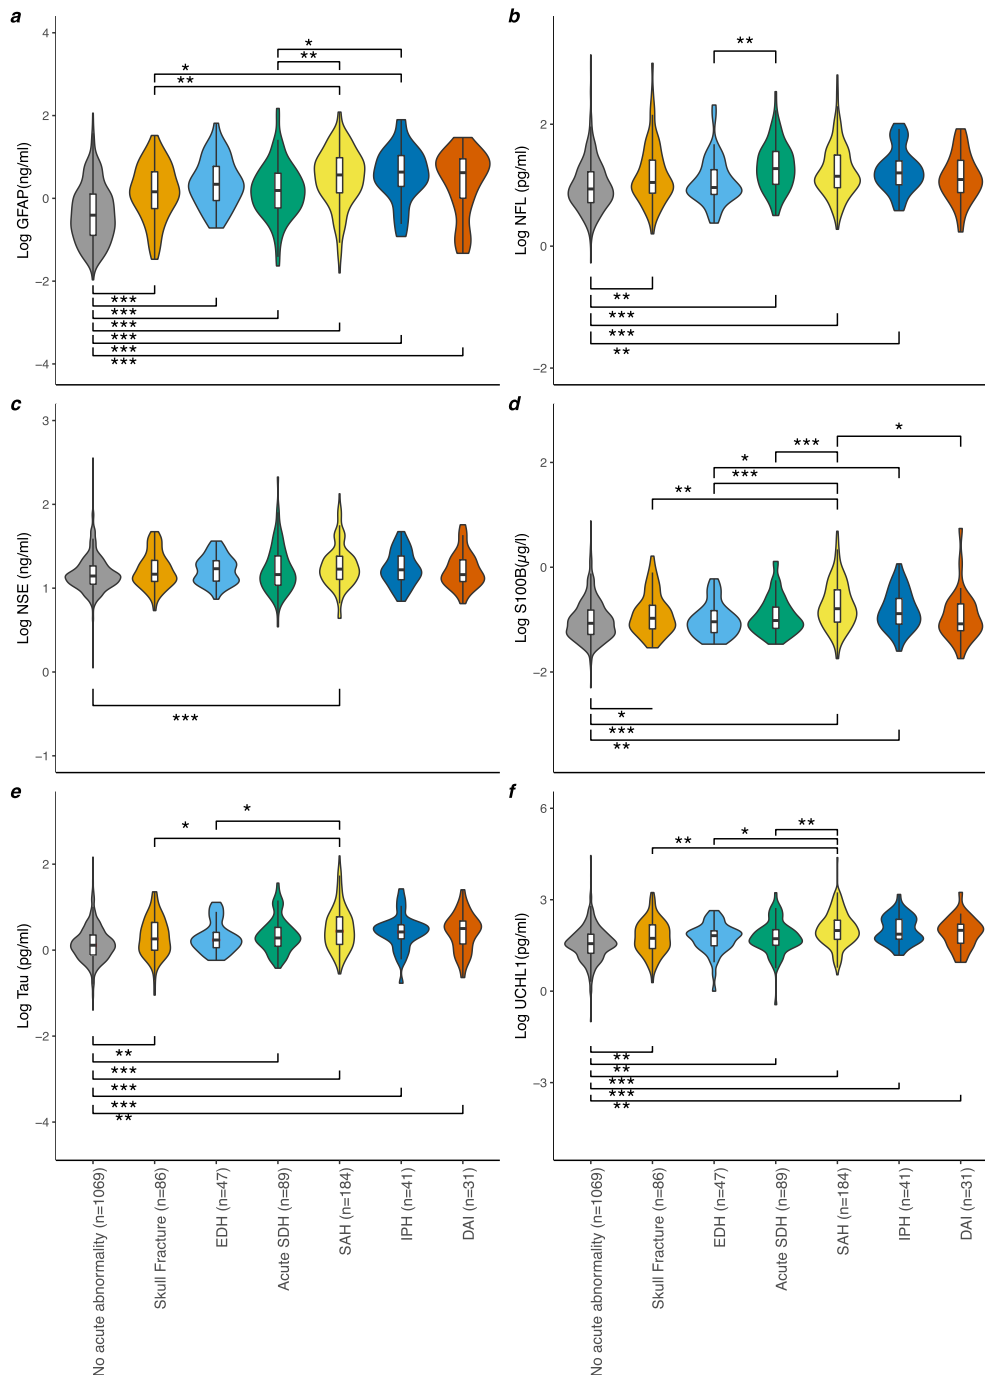 a
4
2
0
−2
−4
Log GFAP(ng/ml)
*
**
*
**
***
***
***
***
***
***
b
2
0
−2
Log NFL (pg/ml)
**
**
***
***
**
c
3
2
1
0
−1
Log NSE (ng/ml)
***
d
2
0
−2
Log S100B(µg/l)
*
***
*
***
**
*
***
**
e
2
0
−2
−4
Log Tau (pg/ml)
*
*
**
***
***
***
**
f
6
3
0
−3
Log UCHL1(pg/ml)
**
*
**
**
**
***
***
**
No acute abnormality (n=1069)
Skull Fracture (n=86)
EDH (n=47)
Acute SDH (n=89)
SAH (n=184)
IPH (n=41)
DAI (n=31)
No acute abnormality (n=1069)
Skull Fracture (n=86)
EDH (n=47)
Acute SDH (n=89)
SAH (n=184)
IPH (n=41)
DAI (n=31)